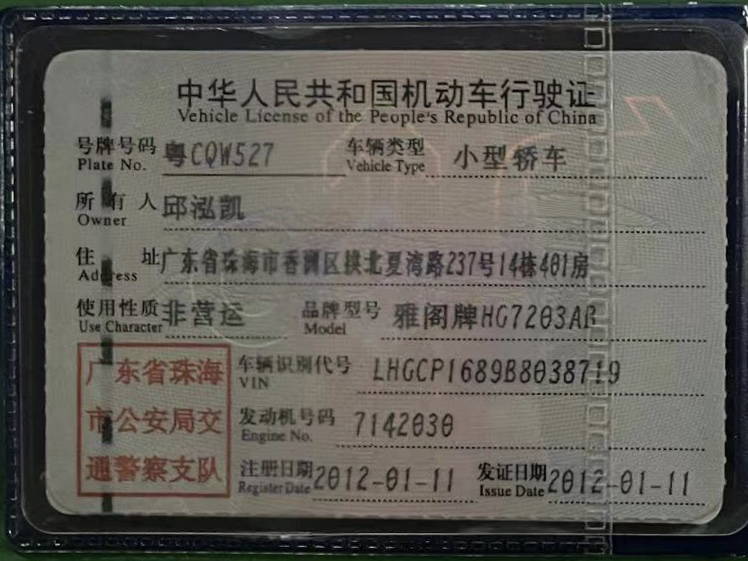 中华人民共和国机动车行驶证
Vehicle License of the People's Republic of China
号牌号码 粤CQW527 车辆类型 小型轿车
Plate No. Vehicle Type
所有人 邱泓凯
Owner
住址 广东省珠海市香洲区拱北夏湾路237号14栋401房
Address
使用性质 非营运 品牌型号 雅阁牌HG7203AB
Use Character Model
广东省珠海 车辆识别代号 LHGCP1689B8038719
VIN
市公安局交 发动机号码 7142030
Engine No.
通警察支队 注册日期 2012-01-11 发证日期 2012-01-11
Register Date Issue Date